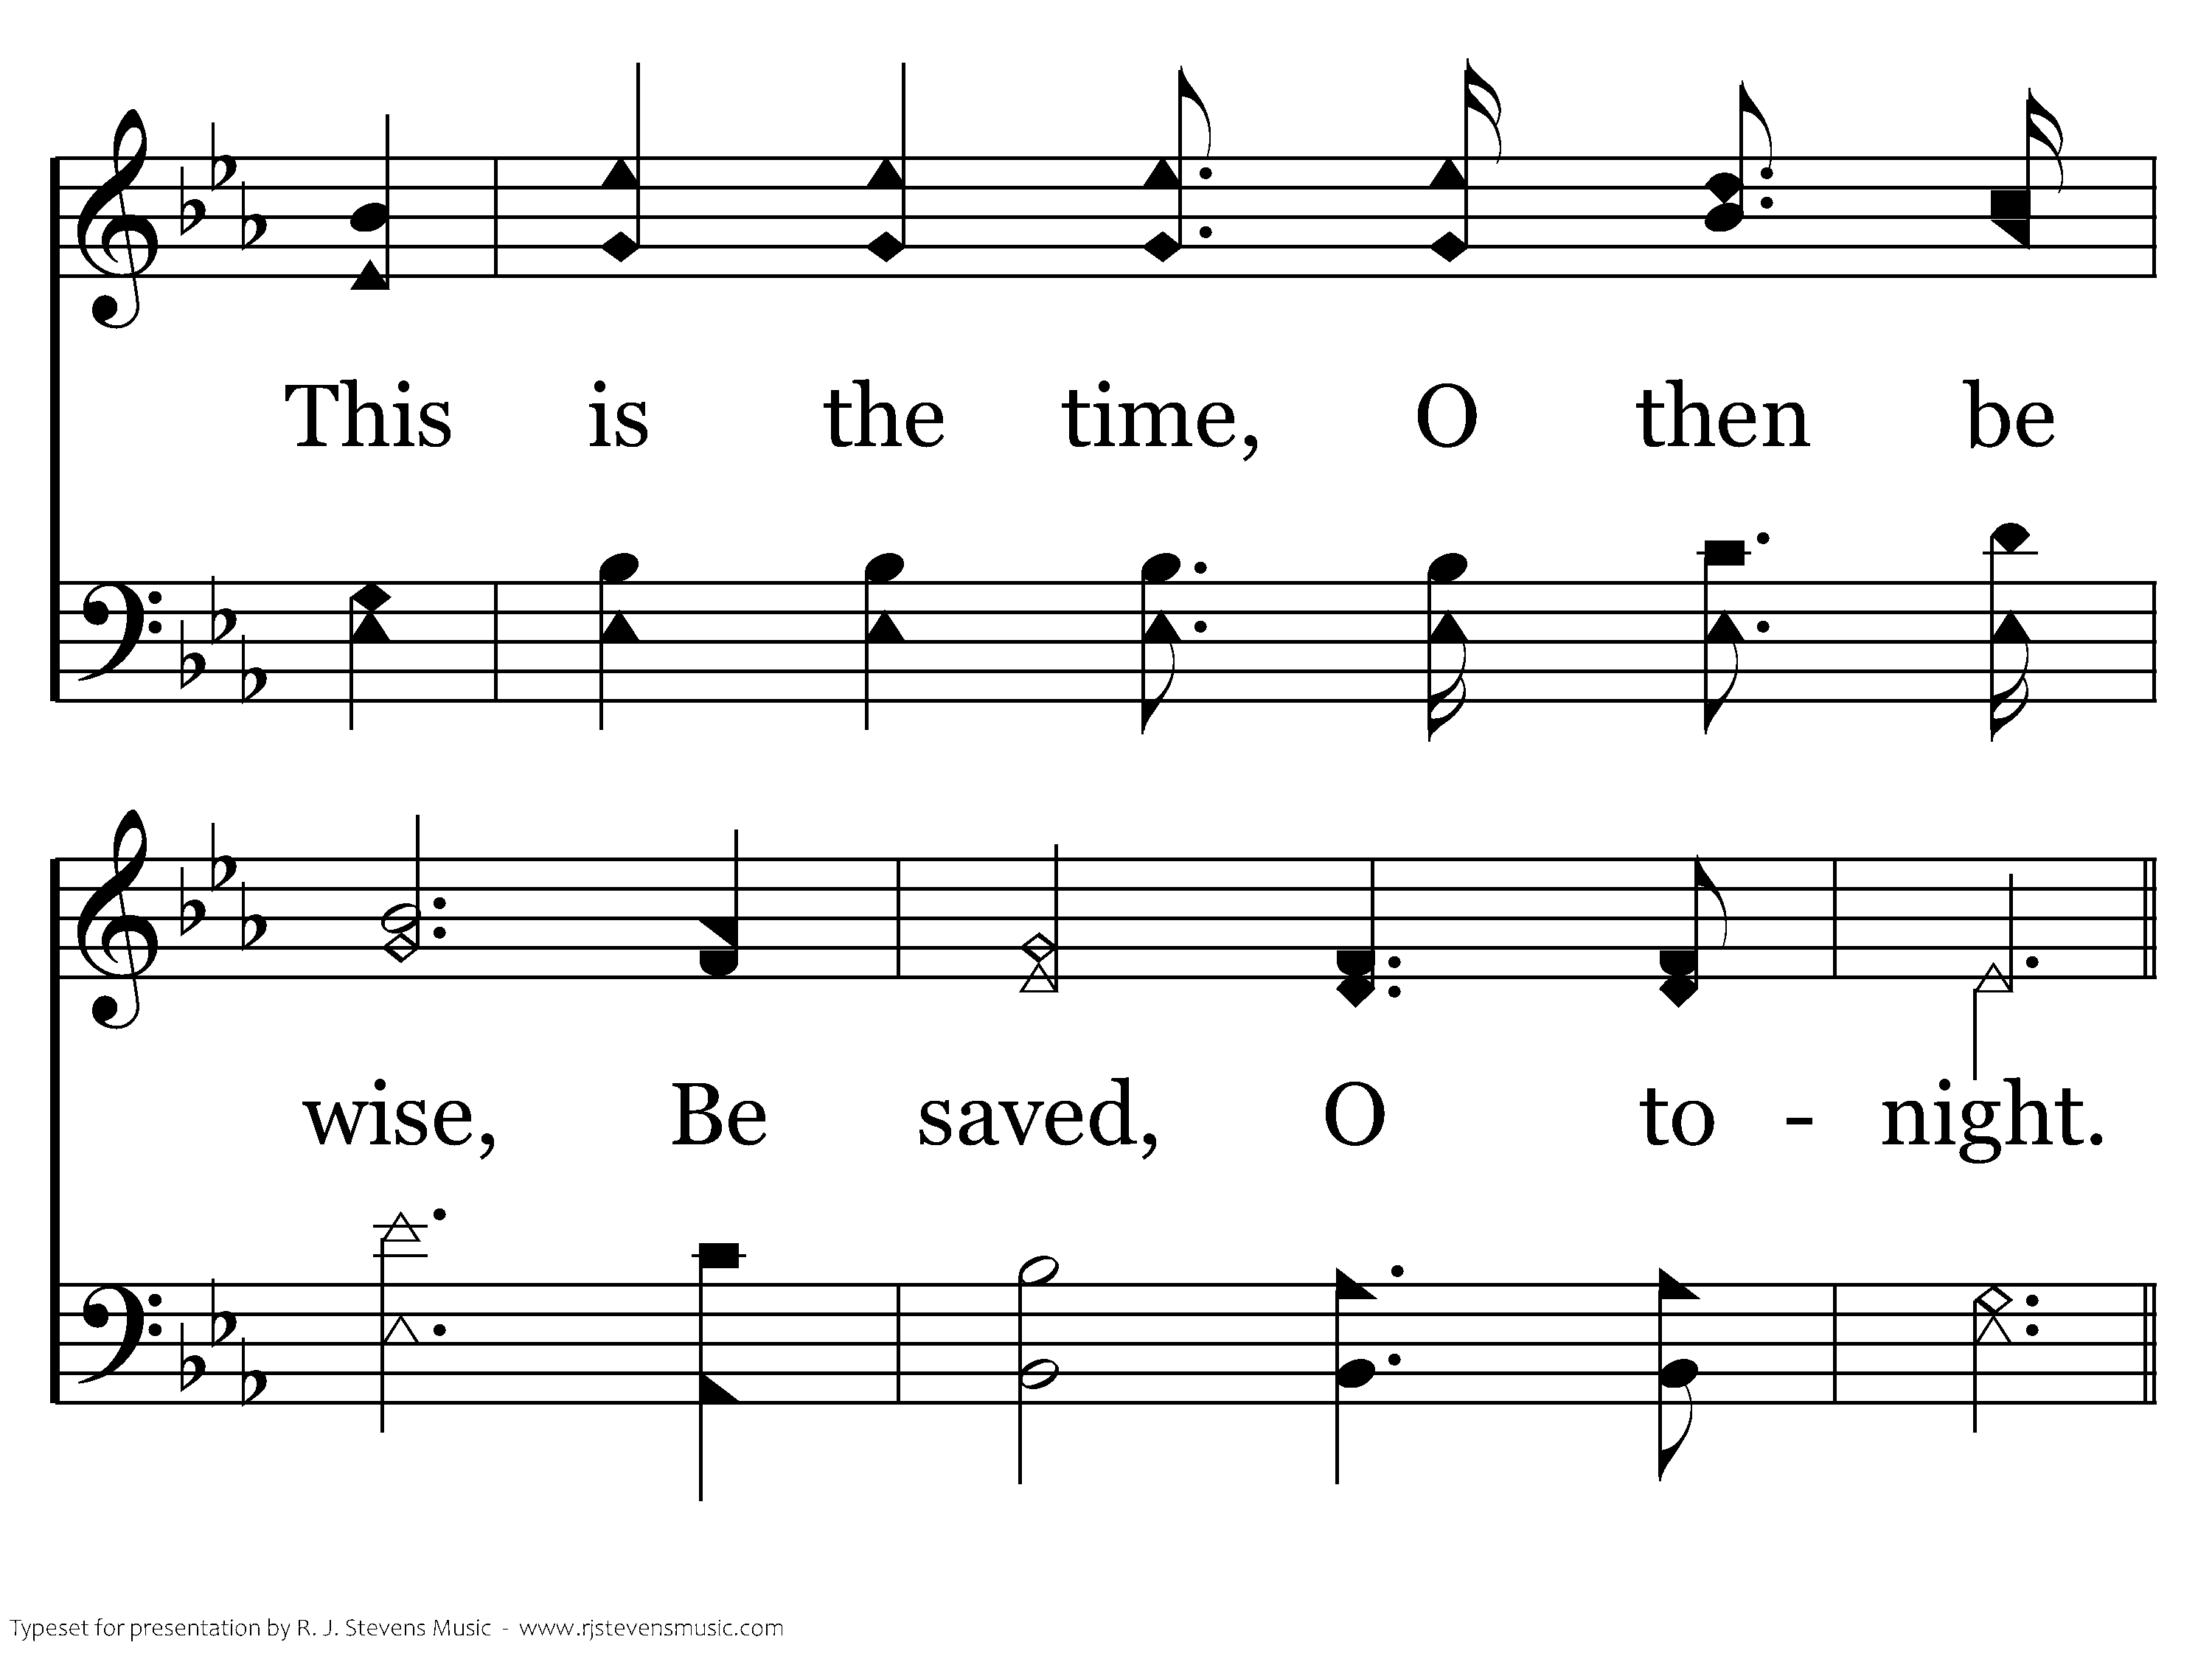 This is the time, O then be
wise, Be saved, O to - night.
Typeset for presentation by R. J. Stevens Music - www.rjstevensmusic.com